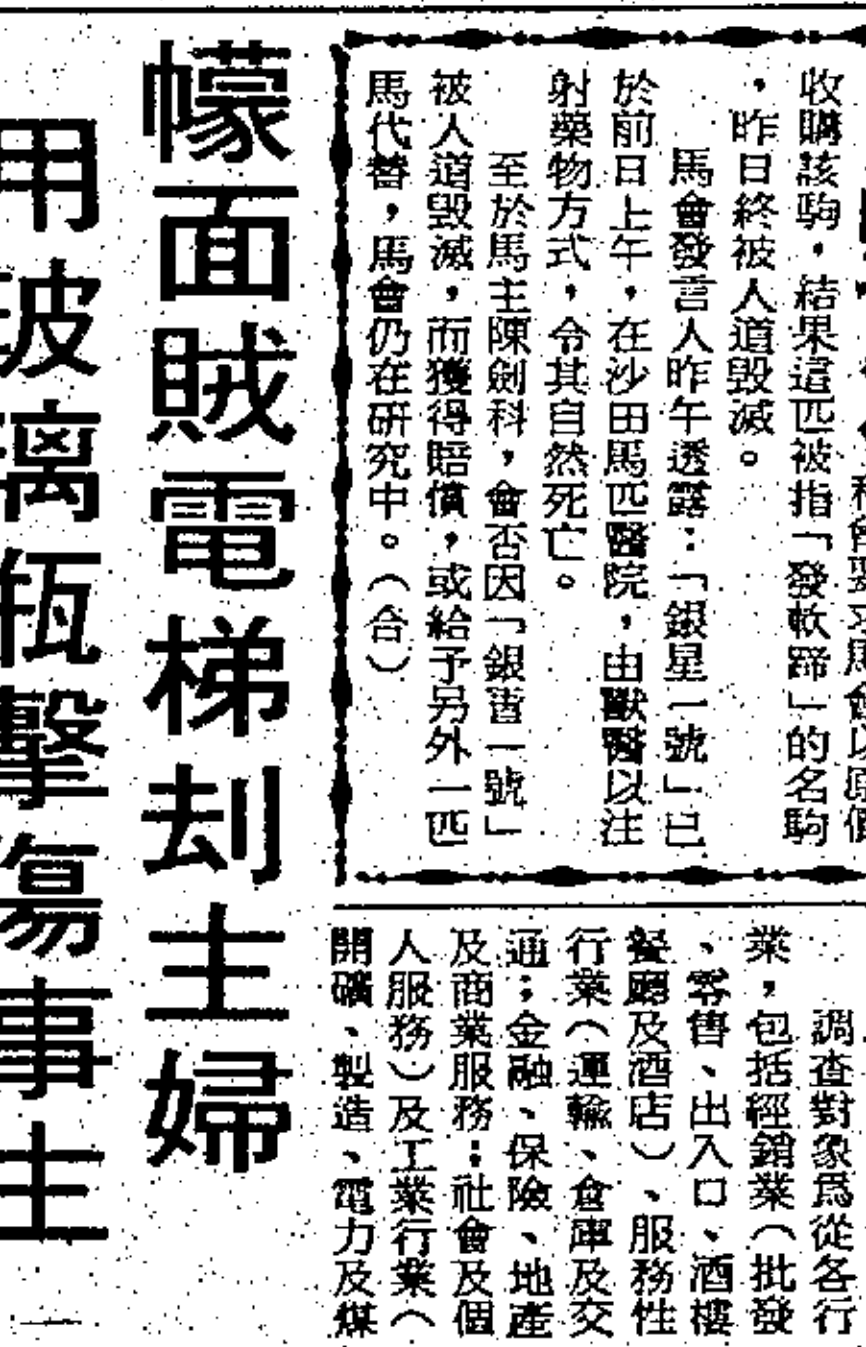 收購該駒，結果這匹被指「發軟蹄」的名駒
，昨日終被人道毀滅。
馬會發言人昨午透露：「銀星一號」已
於前日上午，在沙田馬匹醫院，由獸醫以注
射藥物方式，令其自然死亡。
至於馬主陳劍科，會否因「銀星一號」
被人道毀滅，而獲得賠償，或給予另外一匹
馬代替，馬會仍在研究中。（合）
調查對象爲從各行
業，包括經銷業（批發
、零售、出入口、酒樓
餐廳及酒店）、服務性
行業（運輸、倉庫及交
通；金融、保險、地產
及商業服務；社會及個
人服務）及工業行業（
開礦、製造、電力及煤
幪面賊電梯刦主婦
用玻璃瓶擊傷事主